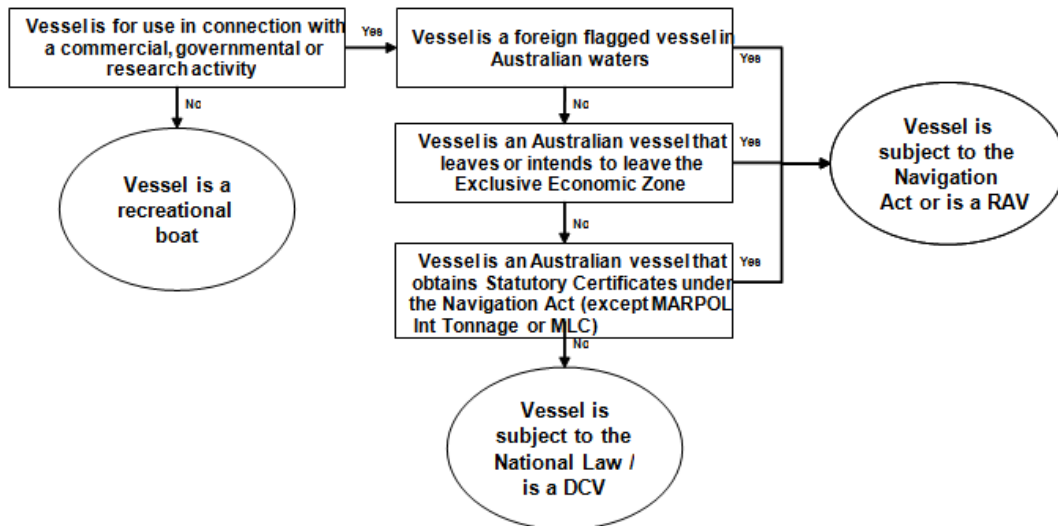 Vessel is for use in connection with
a commercial, governmental or
research activity
Yes
Vessel is a foreign flagged vessel in
Australian waters
Yes
No
No
Vessel is a
recreational
boat
Vessel is an Australian vessel that
leaves or intends to leave the
Exclusive Economic Zone
Yes
Vessel is
subject to the
Navigation
Act or is a RAV
No
Vessel is an Australian vessel that
obtains Statutory Certificates under
the Navigation Act (except MARPOL
Int Tonnage or MLC)
Yes
No
Vessel is
subject to the
National Law /
is a DCV